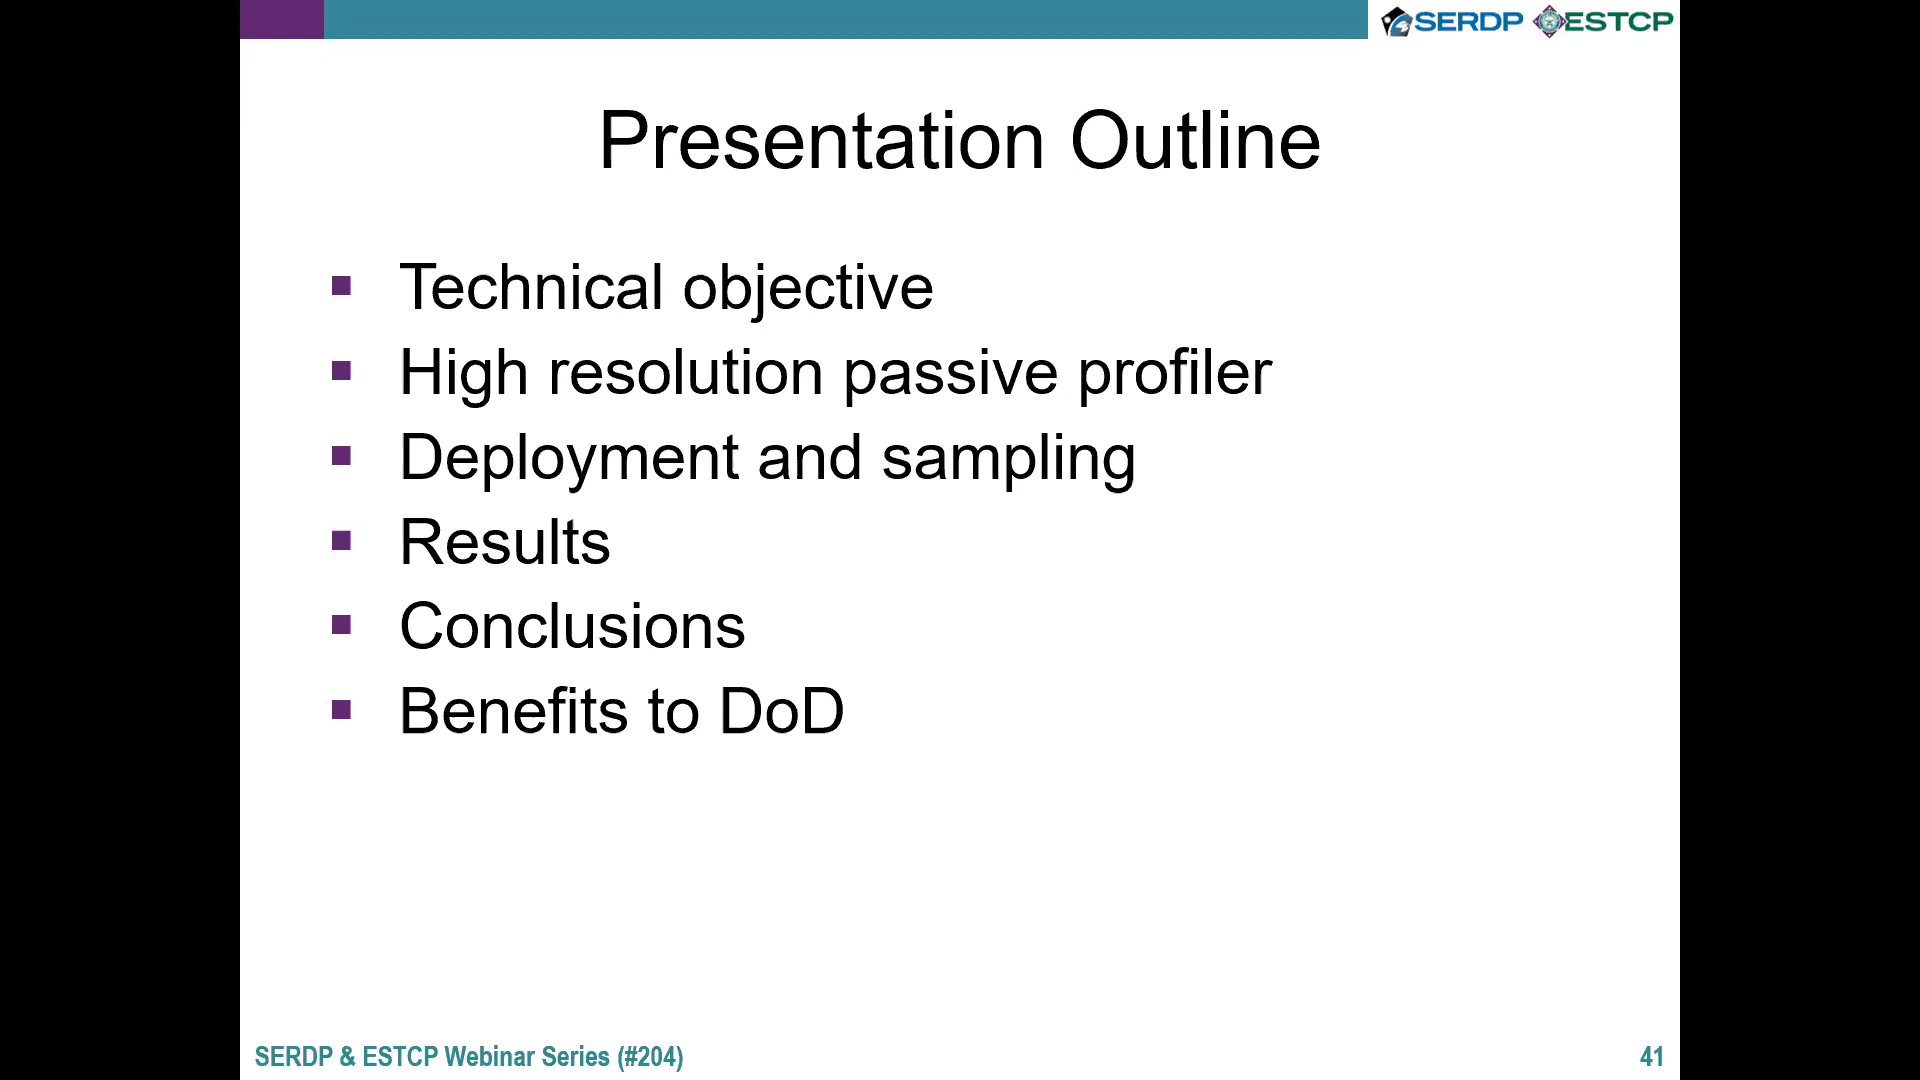 SERDP ESTCP
Presentation Outline
Technical objective
High resolution passive profiler
Deployment and sampling
Results
Conclusions
Benefits to DoD
SERDP & ESTCP Webinar Series (#204)
41